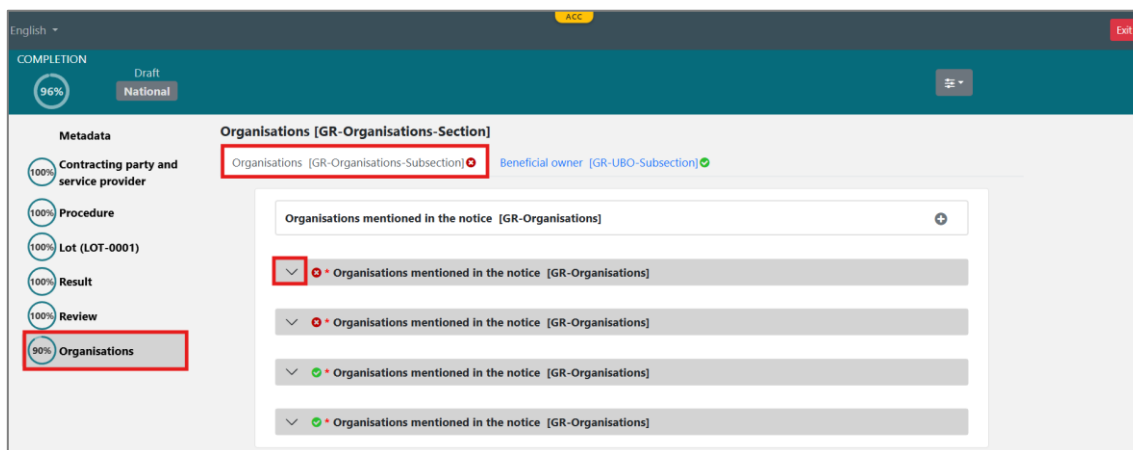 ACC
English
Exit
COMPLETION
96%
Draft
National
Metadata
100% Contracting party and
service provider
100% Procedure
100% Lot (LOT-0001)
100% Result
100% Review
90% Organisations
Organisations [GR-Organisations-Section]
Organisations [GR-Organisations-Subsection]
Beneficial owner [GR-UBO-Subsection]
Organisations mentioned in the notice [GR-Organisations]
* Organisations mentioned in the notice [GR-Organisations]
* Organisations mentioned in the notice [GR-Organisations]
* Organisations mentioned in the notice [GR-Organisations]
* Organisations mentioned in the notice [GR-Organisations]